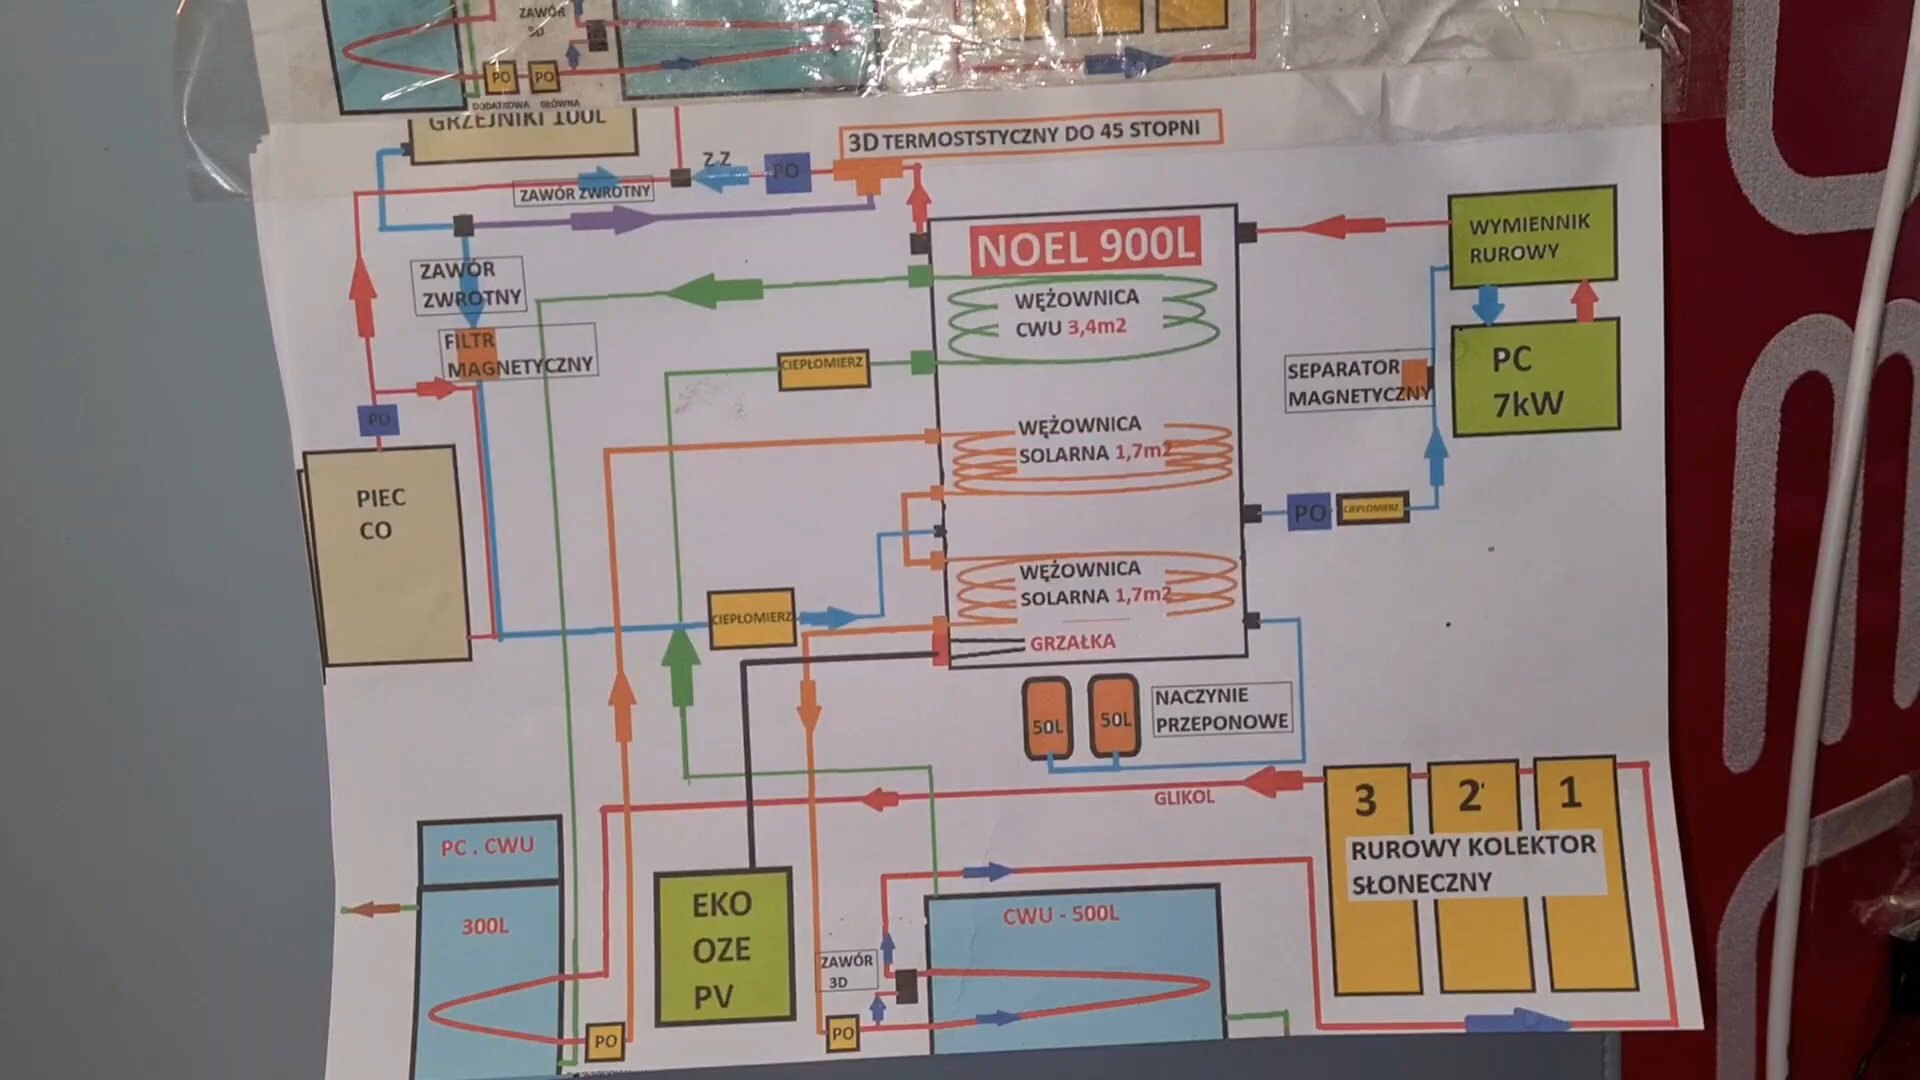 ZAWÓR
3D
PO
PO
DODATKOWA
GŁÓWNA
GRZEJNIKI 100L
3D TERMOSTSTYCZNY DO 45 STOPNI
Z.Z
PO
ZAWÓR ZWROTNY
NOEL 900L
WYMIENNIK
RUROWY
ZAWÓR
ZWROTNY
WĘŻOWNICA
CWU 3,4m2
FILTR
MAGNETYCZNY
CIEPŁOMIERZ
SEPARATOR
MAGNETYCZNY
PC
7kW
PO
WĘŻOWNICA
SOLARNA 1,7m2
PIEC
CO
PO
CIEPŁOMIERZ
WĘŻOWNICA
SOLARNA 1,7m2
CIEPŁOMIERZ
GRZAŁKA
50L
50L
NACZYNIE
PRZEPONOWE
GLIKOL
3
2
1
RUROWY KOLEKTOR
SŁONECZNY
PC . CWU
300L
EKO
OZE
PV
CWU - 500L
ZAWÓR
3D
PO
PO